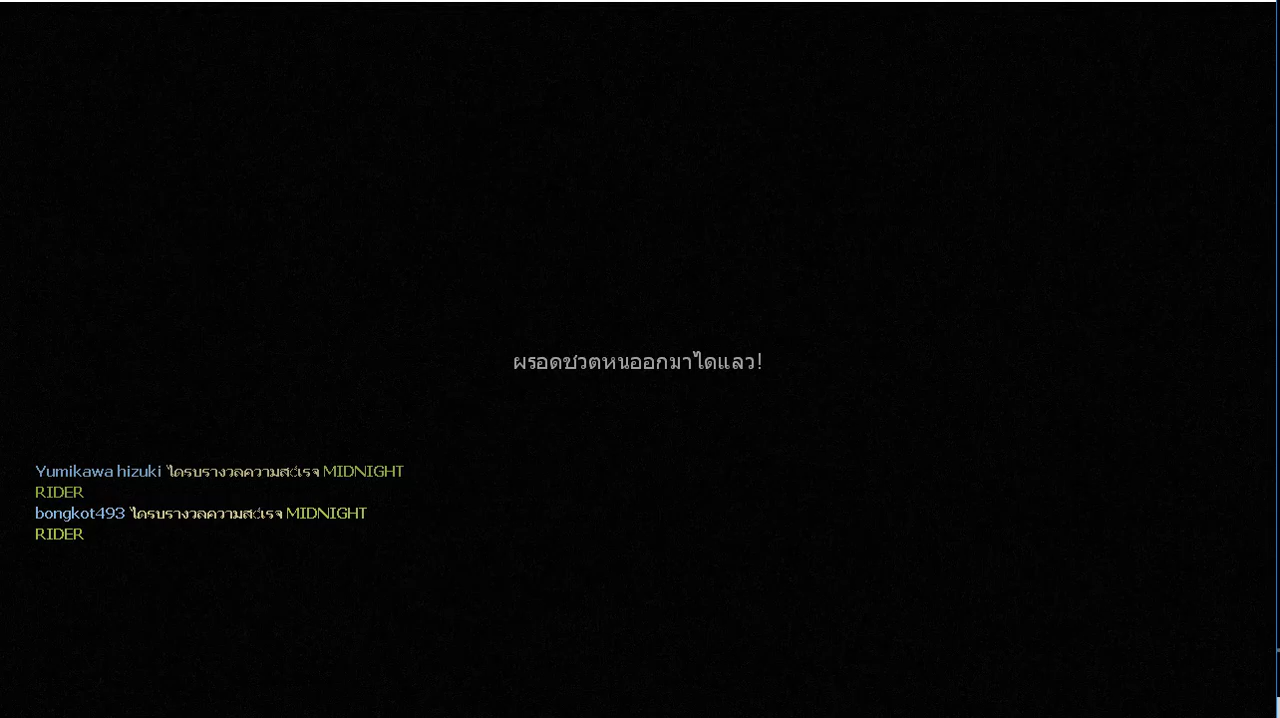 ผรอดชวตหนออกมาไดแลว!
Yumikawa hizuki ไดรบรางวลความสำเรจ MIDNIGHT
RIDER
bongkot493 ไดรบรางวลความสำเรจ MIDNIGHT
RIDER